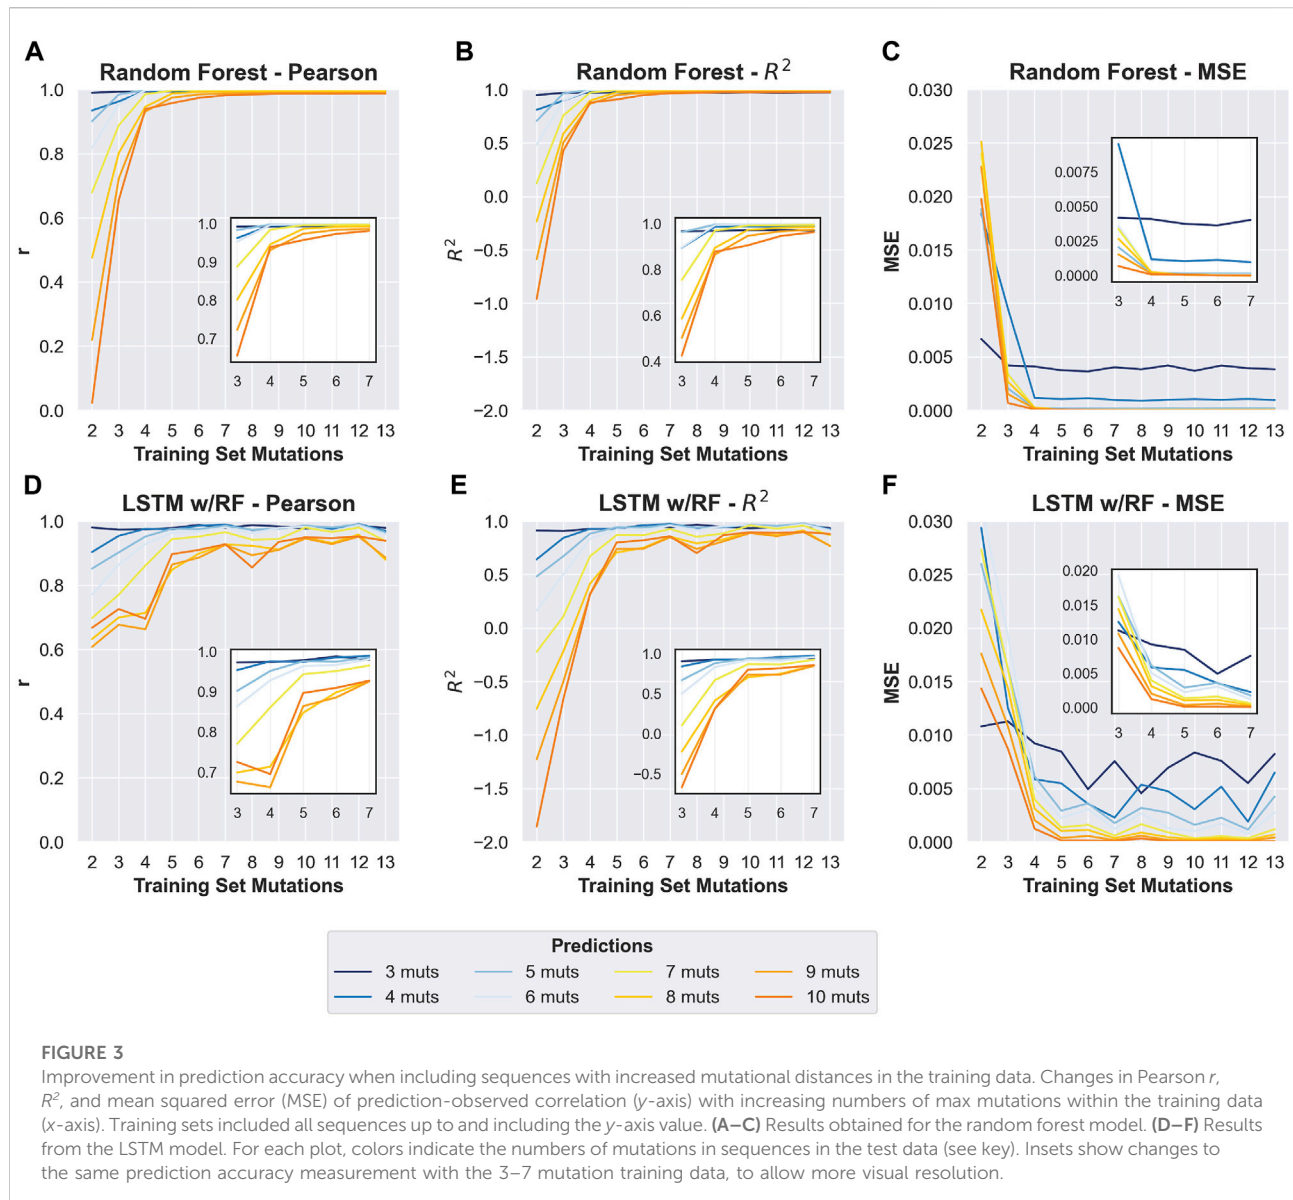 A
Random Forest - Pearson
1.0
0.8
0.6
0.4
0.2
0.0
r
1.0
0.9
0.8
0.7
3 4 5 6 7
2 3 4 5 6 7 8 9 10 11 12 13
Training Set Mutations
B
Random Forest - R²
1.0
0.5
0.0
−0.5
−1.0
−1.5
−2.0
R²
1.0
0.8
0.6
0.4
3 4 5 6 7
2 3 4 5 6 7 8 9 10 11 12 13
Training Set Mutations
C
Random Forest - MSE
0.030
0.025
0.020
0.015
0.010
0.005
0.000
MSE
0.0075
0.0050
0.0025
0.0000
3 4 5 6 7
2 3 4 5 6 7 8 9 10 11 12 13
Training Set Mutations
D
LSTM w/RF - Pearson
1.0
0.8
0.6
0.4
0.2
0.0
r
1.0
0.9
0.8
0.7
3 4 5 6 7
2 3 4 5 6 7 8 9 10 11 12 13
Training Set Mutations
E
LSTM w/RF - R²
1.0
0.5
0.0
−0.5
−1.0
−1.5
−2.0
R²
1.0
0.5
0.0
−0.5
3 4 5 6 7
2 3 4 5 6 7 8 9 10 11 12 13
Training Set Mutations
F
LSTM w/RF - MSE
0.030
0.025
0.020
0.015
0.010
0.005
0.000
MSE
0.020
0.015
0.010
0.005
0.000
3 4 5 6 7
2 3 4 5 6 7 8 9 10 11 12 13
Training Set Mutations
Predictions
3 muts 5 muts 7 muts 9 muts
4 muts 6 muts 8 muts 10 muts
FIGURE 3
Improvement in prediction accuracy when including sequences with increased mutational distances in the training data. Changes in Pearson r,
R², and mean squared error (MSE) of prediction-observed correlation (y-axis) with increasing numbers of max mutations within the training data
(x-axis). Training sets included all sequences up to and including the y-axis value. (A–C) Results obtained for the random forest model. (D–F) Results
from the LSTM model. For each plot, colors indicate the numbers of mutations in sequences in the test data (see key). Insets show changes to
the same prediction accuracy measurement with the 3–7 mutation training data, to allow more visual resolution.